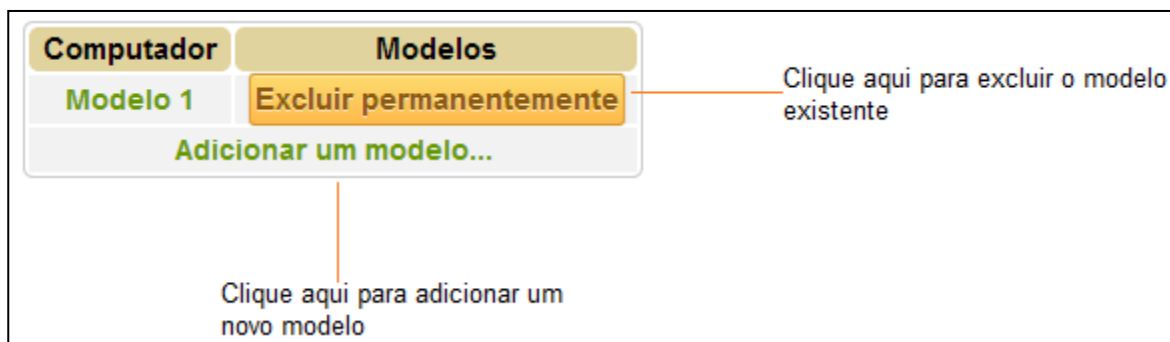 Computador Modelos
Modelo 1 Excluir permanentemente
Adicionar um modelo...
Clique aqui para excluir o modelo
existente
Clique aqui para adicionar um
novo modelo